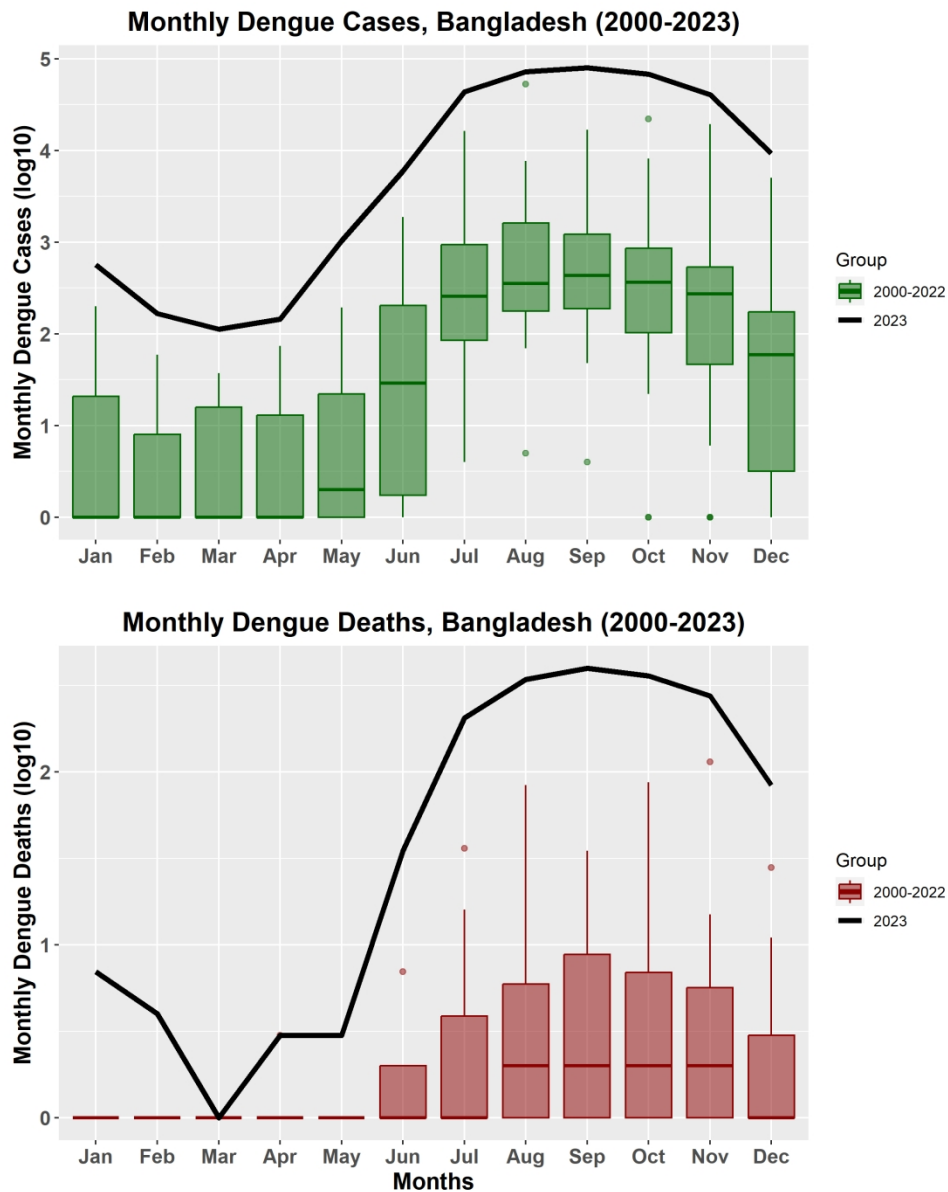 Monthly Dengue Cases, Bangladesh (2000-2023)
Monthly Dengue Cases (log10)
5
4
3
2
1
0
Jan Feb Mar Apr May Jun Jul Aug Sep Oct Nov Dec
Group
2000-2022
2023
Monthly Dengue Deaths, Bangladesh (2000-2023)
Monthly Dengue Deaths (log10)
2
1
0
Jan Feb Mar Apr May Jun Jul Aug Sep Oct Nov Dec
Months
Group
2000-2022
2023